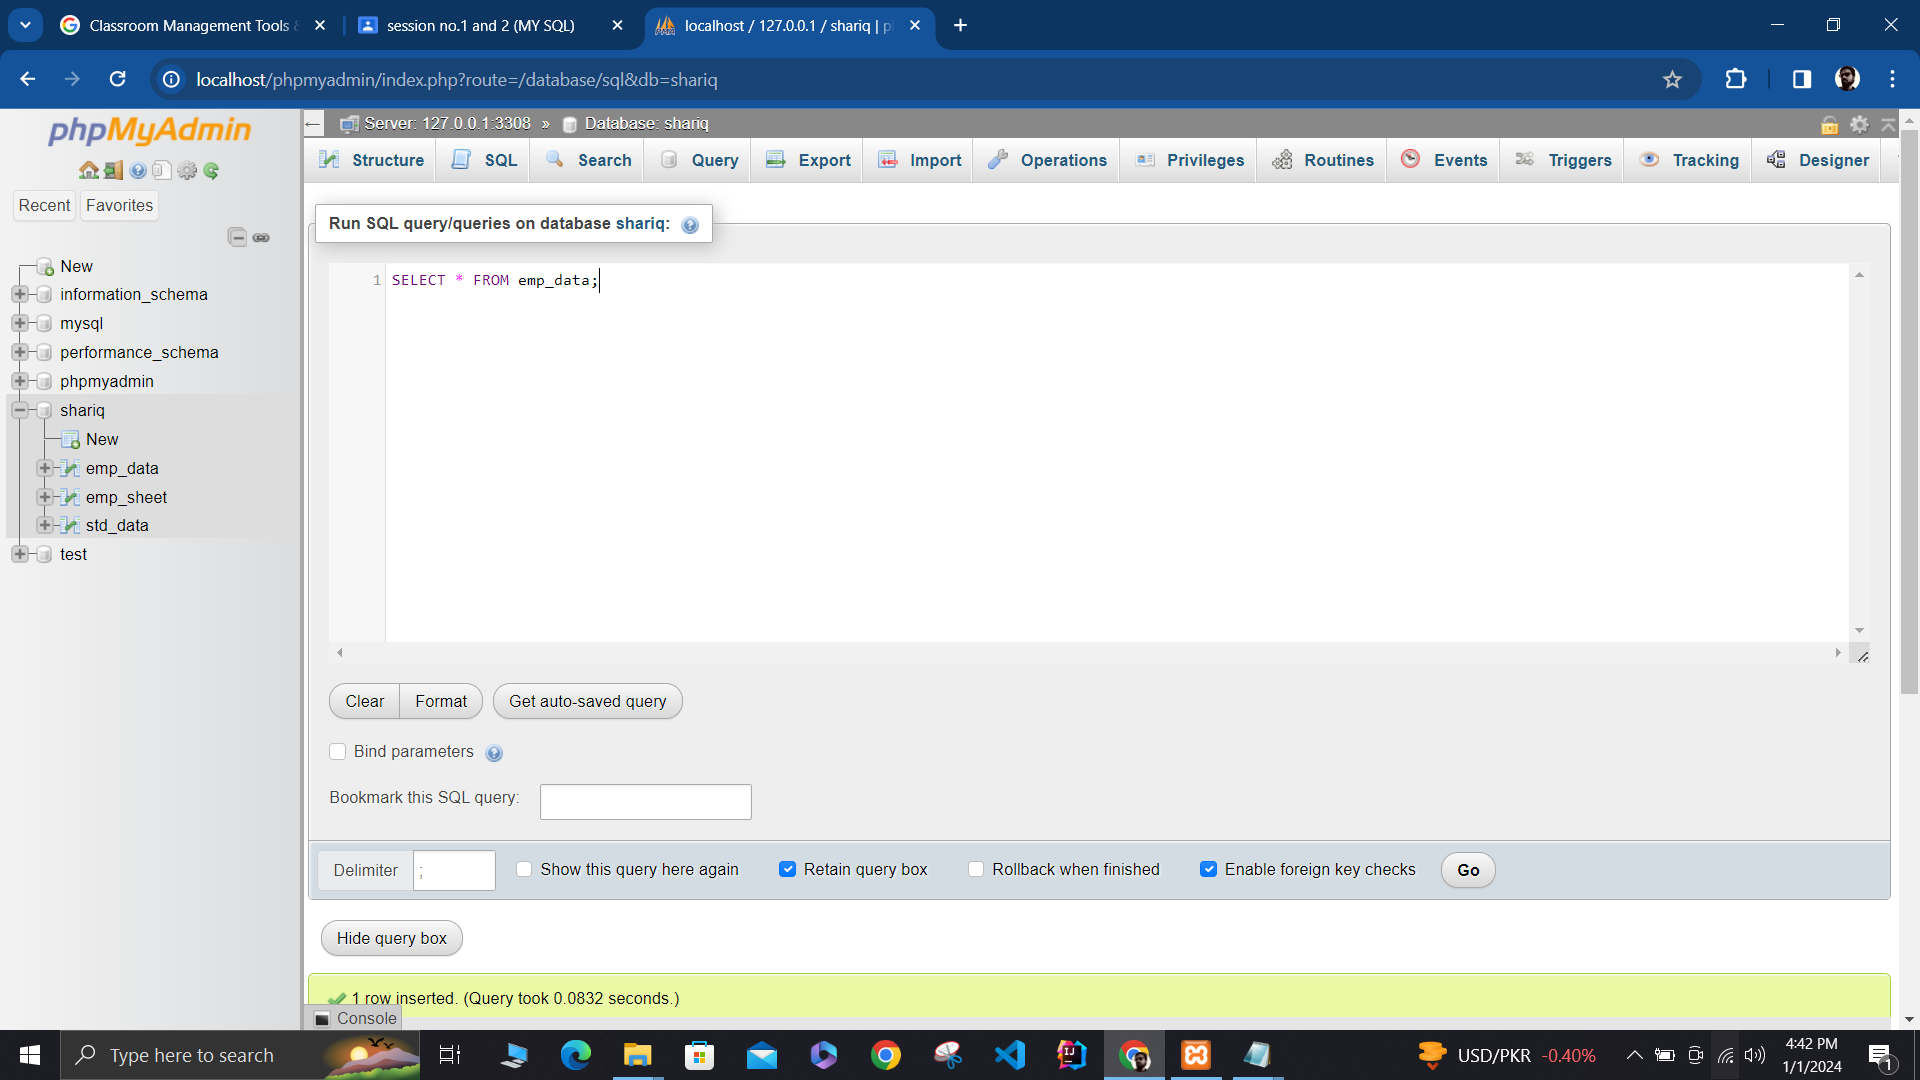 Classroom Management Tools &
session no.1 and 2 (MY SQL)
localhost / 127.0.0.1 / shariq | p
localhost/phpmyadmin/index.php?route=/database/sql&db=shariq
phpMyAdmin
Recent
Favorites
New
information_schema
mysql
performance_schema
phpmyadmin
shariq
New
emp_data
emp_sheet
std_data
test
Server: 127.0.0.1:3308 » Database: shariq
Structure
SQL
Search
Query
Export
Import
Operations
Privileges
Routines
Events
Triggers
Tracking
Designer
Run SQL query/queries on database shariq:
1 SELECT * FROM emp_data;
Clear
Format
Get auto-saved query
Bind parameters
Bookmark this SQL query:
Delimiter ;
Show this query here again
Retain query box
Rollback when finished
Enable foreign key checks
Go
Hide query box
1 row inserted. (Query took 0.0832 seconds.)
Console
Type here to search
USD/PKR -0.40%
4:42 PM
1/1/2024
1